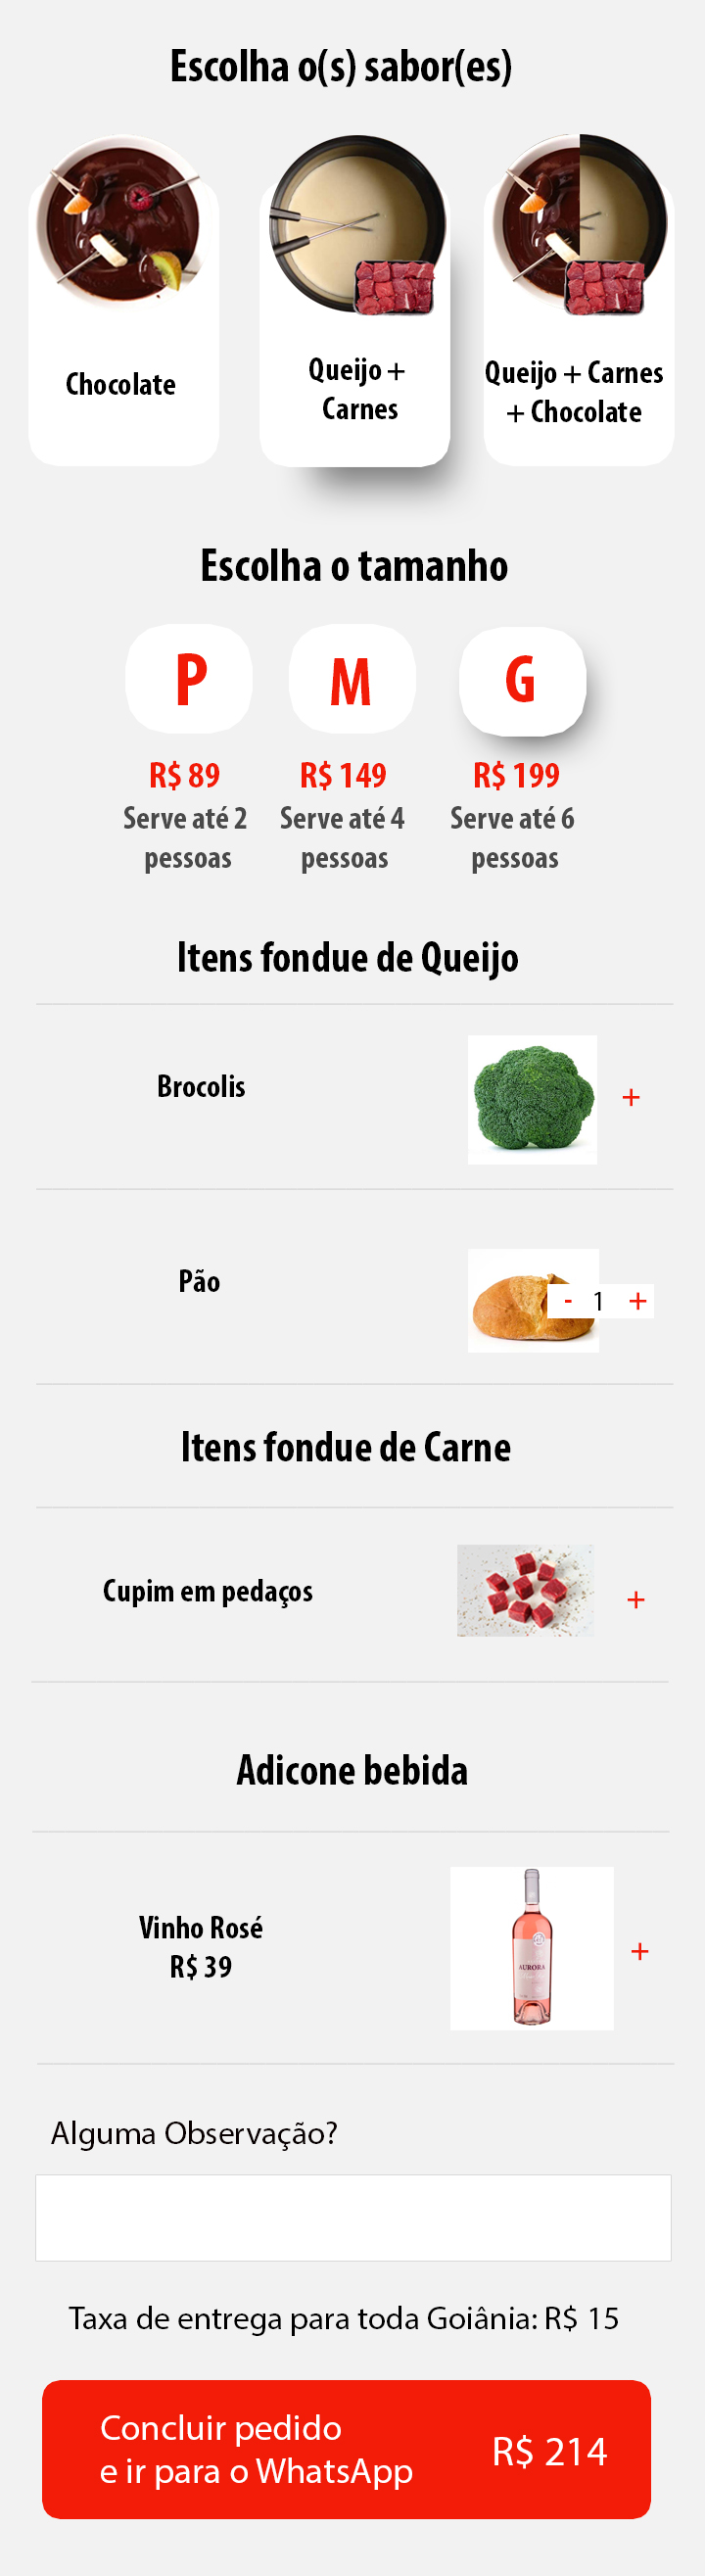 Escolha o(s) sabor(es)
Chocolate
Queijo +
Carnes
Queijo + Carnes
+ Chocolate
Escolha o tamanho
P
M
G
R$ 89
R$ 149
R$ 199
Serve até 2
pessoas
Serve até 4
pessoas
Serve até 6
pessoas
Itens fondue de Queijo
Brocolis
+
Pão
- 1 +
Itens fondue de Carne
Cupim em pedaços
+
Adicone bebida
Vinho Rosé
R$ 39
AURORA
+
Alguma Observação?
Taxa de entrega para toda Goiânia: R$ 15
Concluir pedido
e ir para o WhatsApp
R$ 214